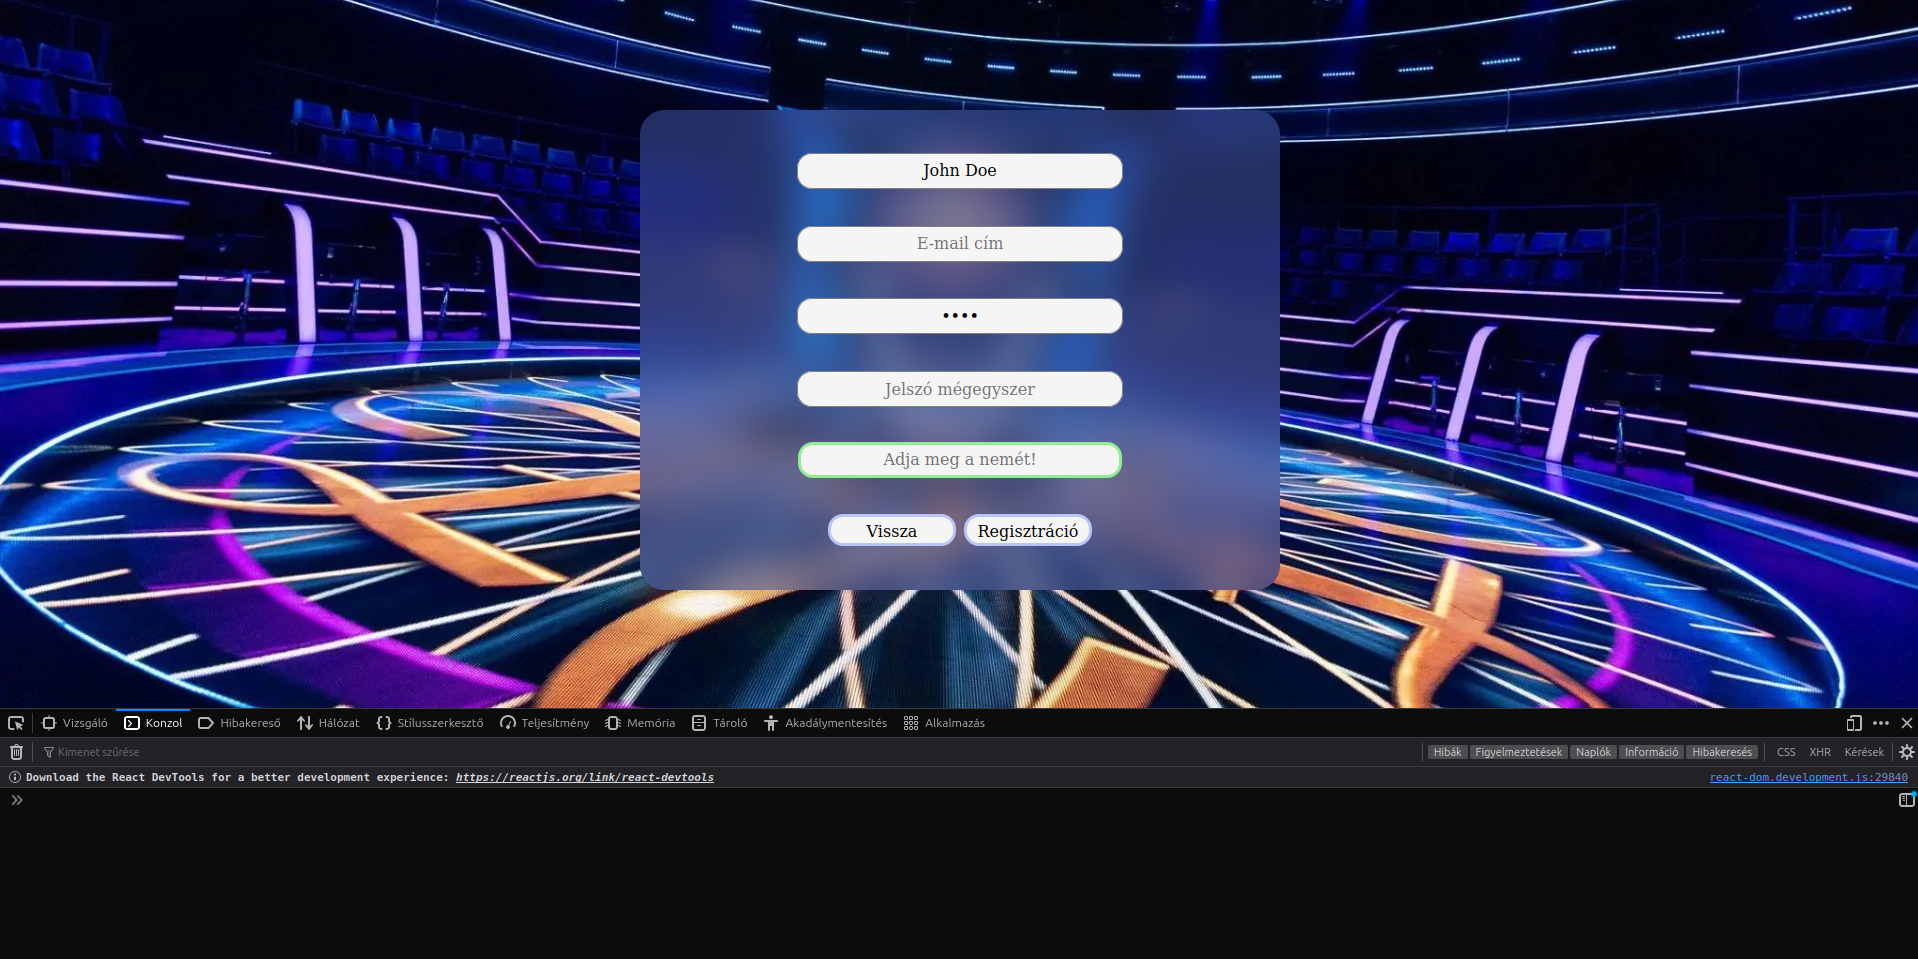 John Doe
E-mail cím
••••
Jelszó mégegyszer
Adja meg a nemét!
Vissza Regisztráció
Vizsgáló Konzol Hibakereső Hálózat Stílusszerkesztő Teljesítmény Memória Tároló Akadálymentesítés Alkalmazás
Kimenet szűrése Hibák Figyelmeztetések Naplók Információ Hibakeresés CSS XHR Kérések
Download the React DevTools for a better development experience: https://reactjs.org/link/react-devtools react-dom.development.js:29840